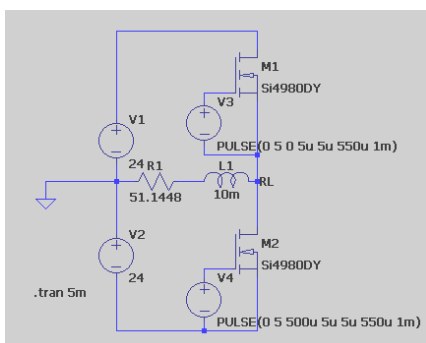 M1
Si4980DY
V3
V1
PULSE(0 5 0 5u 5u 550u 1m)
24
R1
L1
RL
51.1448
10m
V2
M2
Si4980DY
24
V4
.tran 5m
PULSE(0 5 500u 5u 5u 550u 1m)